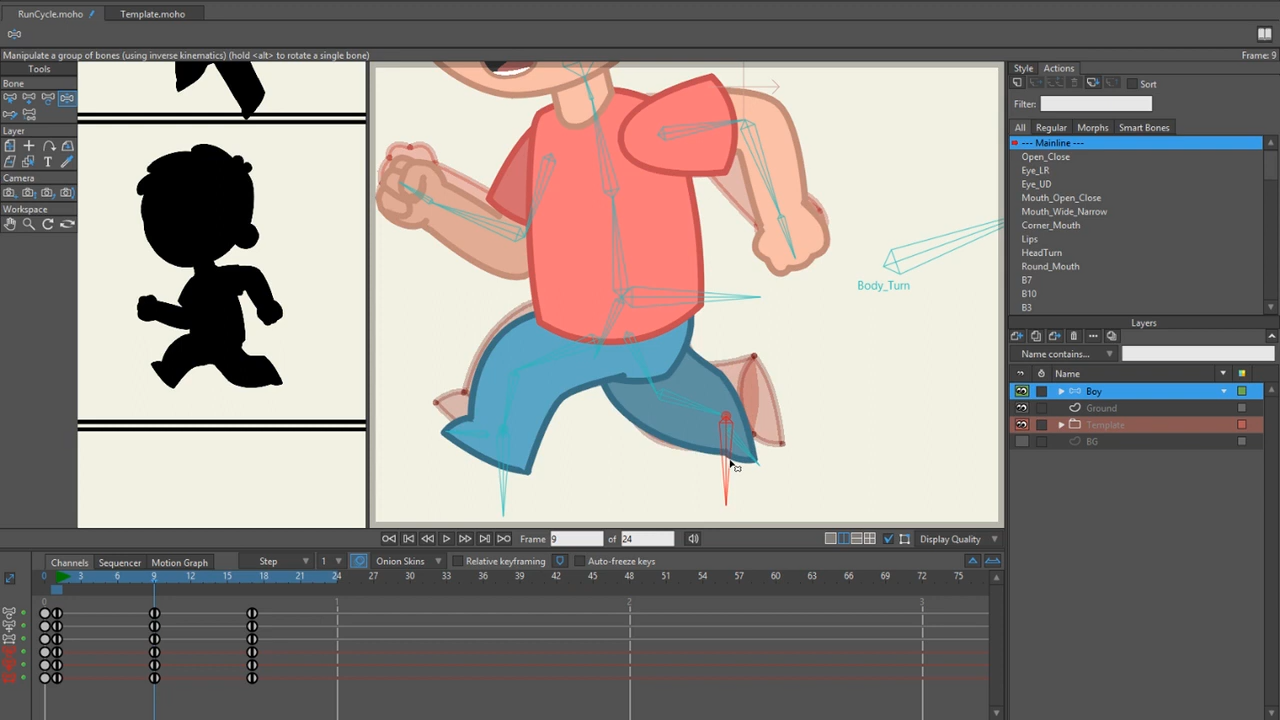 RunCycle.moho
Template.moho
Manipulate a group of bones (using inverse kinematics) (hold <alt> to rotate a single bone)
Frame: 9
Tools
Bone
Layer
Camera
Workspace
Body_Turn
Style
Actions
Sort
Filter:
All
Regular
Morphs
Smart Bones
--- Mainline ---
Open_Close
Eye_LR
Eye_UD
Mouth_Open_Close
Mouth_Wide_Narrow
Corner_Mouth
Lips
HeadTurn
Round_Mouth
B7
B10
B3
Layers
Name contains...
Name
Boy
Ground
Template
BG
Frame 9 of 24
Display Quality
Channels
Sequencer
Motion Graph
Step
1
Onion Skins
Relative keyframing
Auto-freeze keys
0 3 6 9 12 15 18 21 24 27 30 33 36 39 42 45 48 51 54 57 60 63 66 69 72 75
0 1 2 3